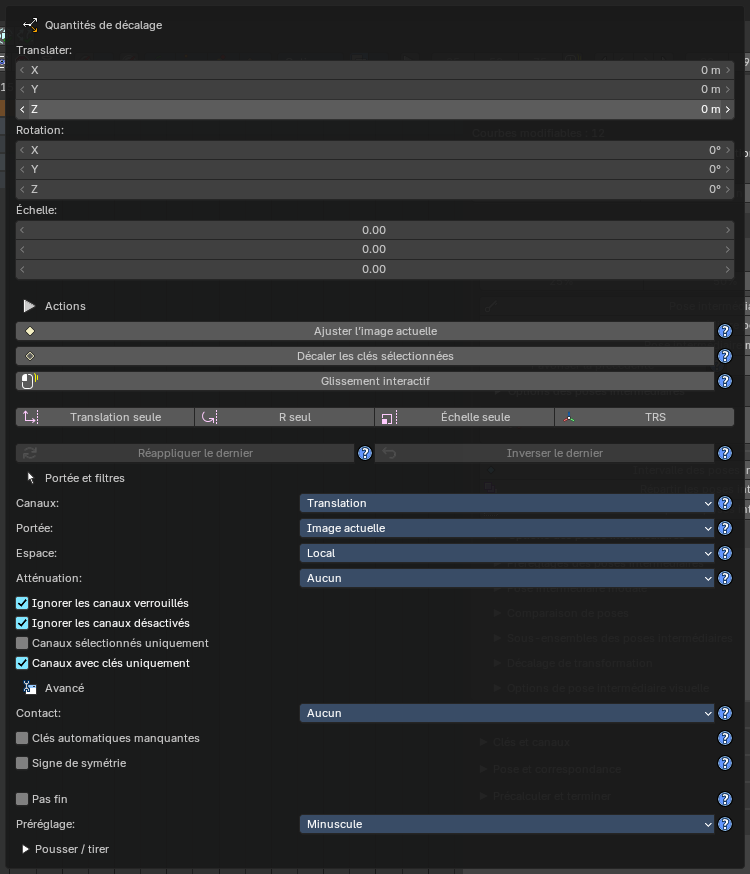 Quantités de décalage
Translater:
X 0 m
Y 0 m
Z 0 m
Rotation:
X 0°
Y 0°
Z 0°
Échelle:
0.00
0.00
0.00
Actions
Ajuster l'image actuelle
Décaler les clés sélectionnées
Glissement interactif
Translation seule R seul Échelle seule TRS
Réappliquer le dernier Inverser le dernier
Portée et filtres
Canaux: Translation
Portée: Image actuelle
Espace: Local
Atténuation: Aucun
Ignorer les canaux verrouillés
Ignorer les canaux désactivés
Canaux sélectionnés uniquement
Canaux avec clés uniquement
Avancé
Contact: Aucun
Clés automatiques manquantes
Signe de symétrie
Pas fin
Préréglage: Minuscule
Pousser / tirer